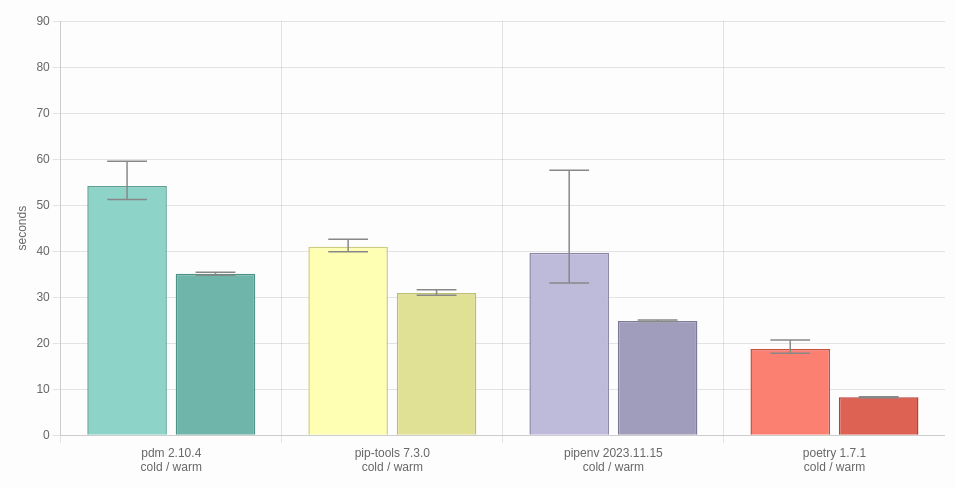 90
80
70
60
50
40
30
20
10
0
seconds
pdm 2.10.4
cold / warm
pip-tools 7.3.0
cold / warm
pipenv 2023.11.15
cold / warm
poetry 1.7.1
cold / warm